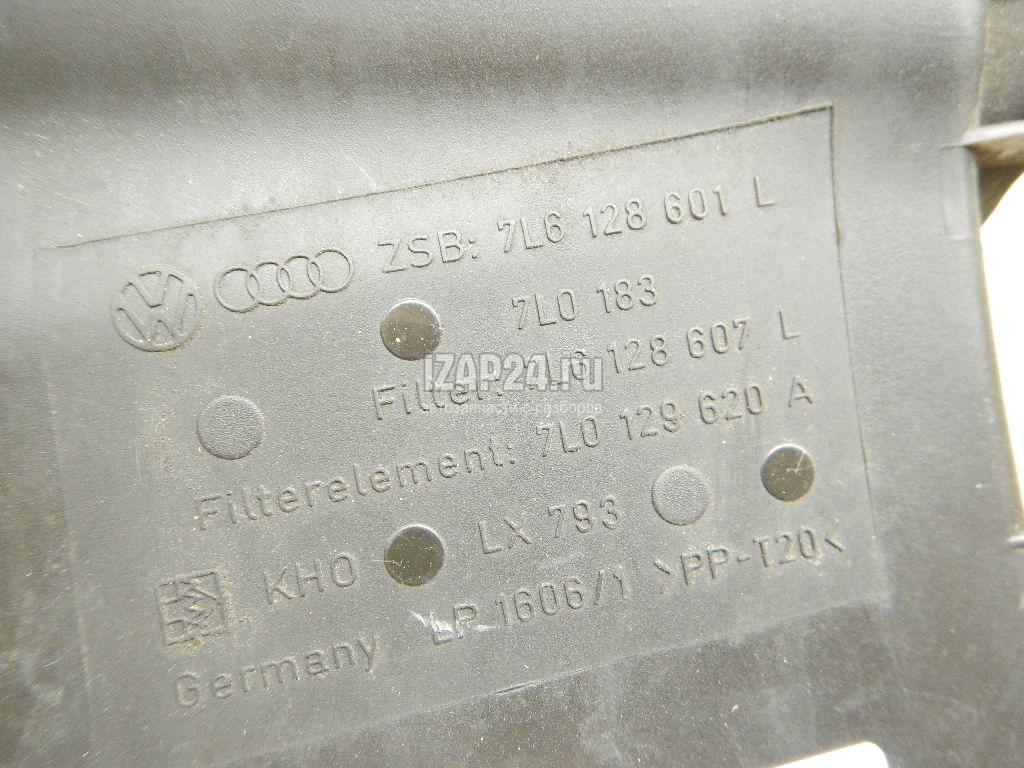 ZSB: 7L6 128 601 L
7L0 183
Filter: 7L6 128 607 L
IZAP24.ru
Filterelement: 7L0 129 620 A
KHO LX 793
LP 1606/1 >PP-T20<
Germany